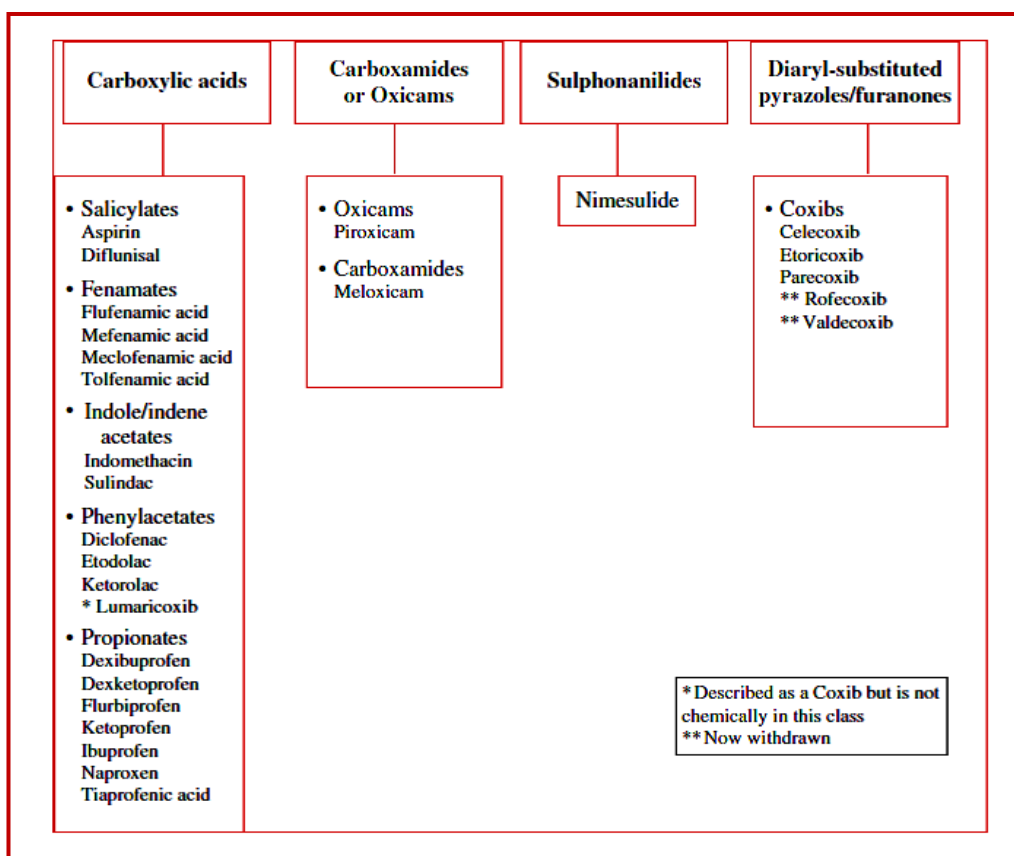 Carboxylic acids
Carboxamides
or Oxicams
Sulphonanilides
Diaryl-substituted
pyrazoles/furanones
• Salicylates
Aspirin
Diflunisal
• Fenamates
Flufenamic acid
Mefenamic acid
Meclofenamic acid
Tolfenamic acid
• Indole/indene
acetates
Indomethacin
Sulindac
• Phenylacetates
Diclofenac
Etodolac
Ketorolac
* Lumaricoxib
• Propionates
Dexibuprofen
Dexketoprofen
Flurbiprofen
Ketoprofen
Ibuprofen
Naproxen
Tiaprofenic acid
• Oxicams
Piroxicam
• Carboxamides
Meloxicam
Nimesulide
• Coxibs
Celecoxib
Etoricoxib
Parecoxib
** Rofecoxib
** Valdecoxib
* Described as a Coxib but is not
chemically in this class
** Now withdrawn